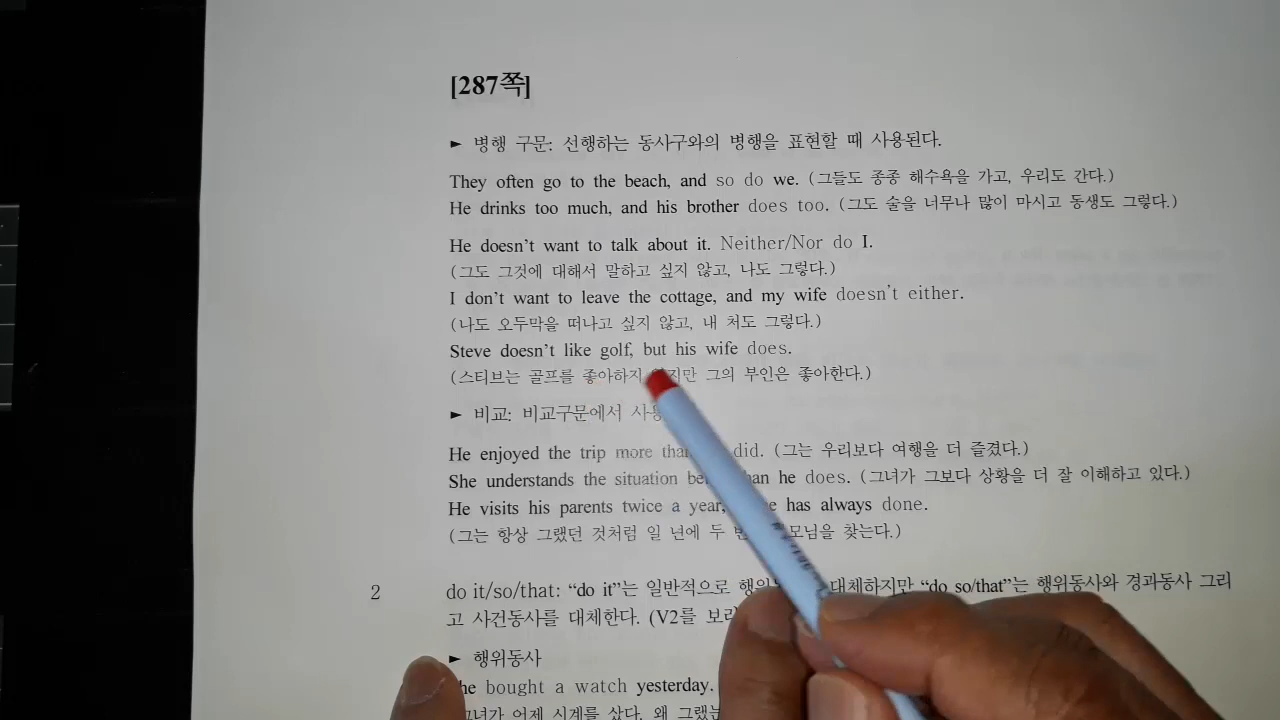 [287쪽]
► 병행 구문: 선행하는 동사구와의 병행을 표현할 때 사용된다.
They often go to the beach, and so do we. (그들도 종종 해수욕을 가고, 우리도 간다.)
He drinks too much, and his brother does too. (그도 술을 너무나 많이 마시고 동생도 그렇다.)
He doesn't want to talk about it. Neither/Nor do I.
(그도 그것에 대해서 말하고 싶지 않고, 나도 그렇다.)
I don't want to leave the cottage, and my wife doesn't either.
(나도 오두막을 떠나고 싶지 않고, 내 처도 그렇다.)
Steve doesn't like golf, but his wife does.
(스티브는 골프를 좋아하지 그의 부인은 좋아한다.)
► 비교: 비교구문에서
He enjoyed the trip more did. (그는 우리보다 여행을 더 즐겼다.)
She understands the situation he does. (그녀가 그보다 상황을 더 잘 이해하고 있다.)
He visits his parents twice a year, has always done.
(그는 항상 그랬던 것처럼 일 년에 두 찾는다.)
2 do it/so/that: “do it”는 일반적으로 대체하지만 “do so/that”는 행위동사와 경과동사 그리
고 사건동사를 대체한다. (V2를
► 행위동사
bought a watch yesterday.
어제 시계를 샀다. 왜